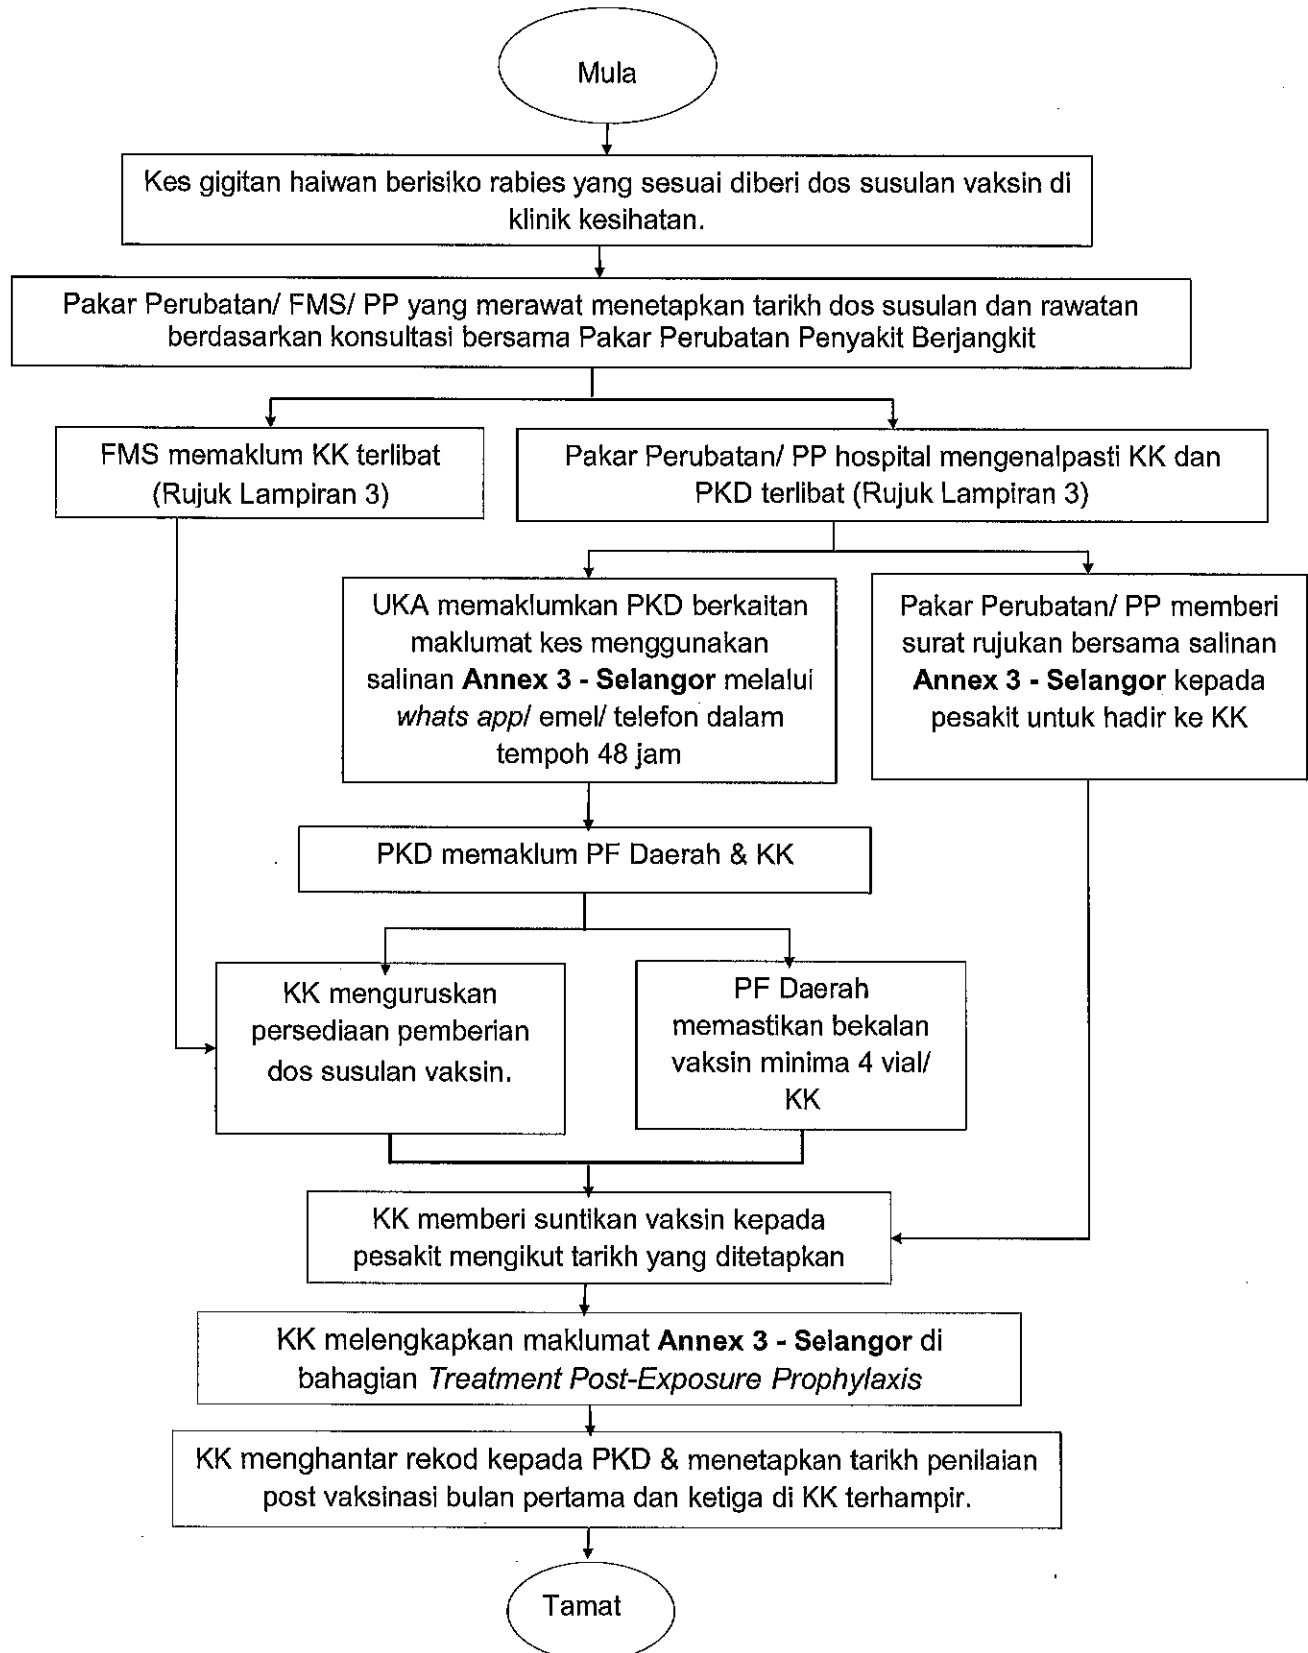 Mula
Kes gigitan haiwan berisiko rabies yang sesuai diberi dos susulan vaksin di
klinik kesihatan.
Pakar Perubatan/ FMS/ PP yang merawat menetapkan tarikh dos susulan dan rawatan
berdasarkan konsultasi bersama Pakar Perubatan Penyakit Berjangkit
FMS memaklum KK terlibat
(Rujuk Lampiran 3)
Pakar Perubatan/ PP hospital mengenalpasti KK dan
PKD terlibat (Rujuk Lampiran 3)
UKA memaklumkan PKD berkaitan
maklumat kes menggunakan
salinan Annex 3 - Selangor melalui
whats app/ emel/ telefon dalam
tempoh 48 jam
Pakar Perubatan/ PP memberi
surat rujukan bersama salinan
Annex 3 - Selangor kepada
pesakit untuk hadir ke KK
PKD memaklum PF Daerah & KK
KK menguruskan
persediaan pemberian
dos susulan vaksin.
PF Daerah
memastikan bekalan
vaksin minima 4 vial/
KK
KK memberi suntikan vaksin kepada
pesakit mengikut tarikh yang ditetapkan
KK melengkapkan maklumat Annex 3 - Selangor di
bahagian Treatment Post-Exposure Prophylaxis
KK menghantar rekod kepada PKD & menetapkan tarikh penilaian
post vaksinasi bulan pertama dan ketiga di KK terhampir.
Tamat